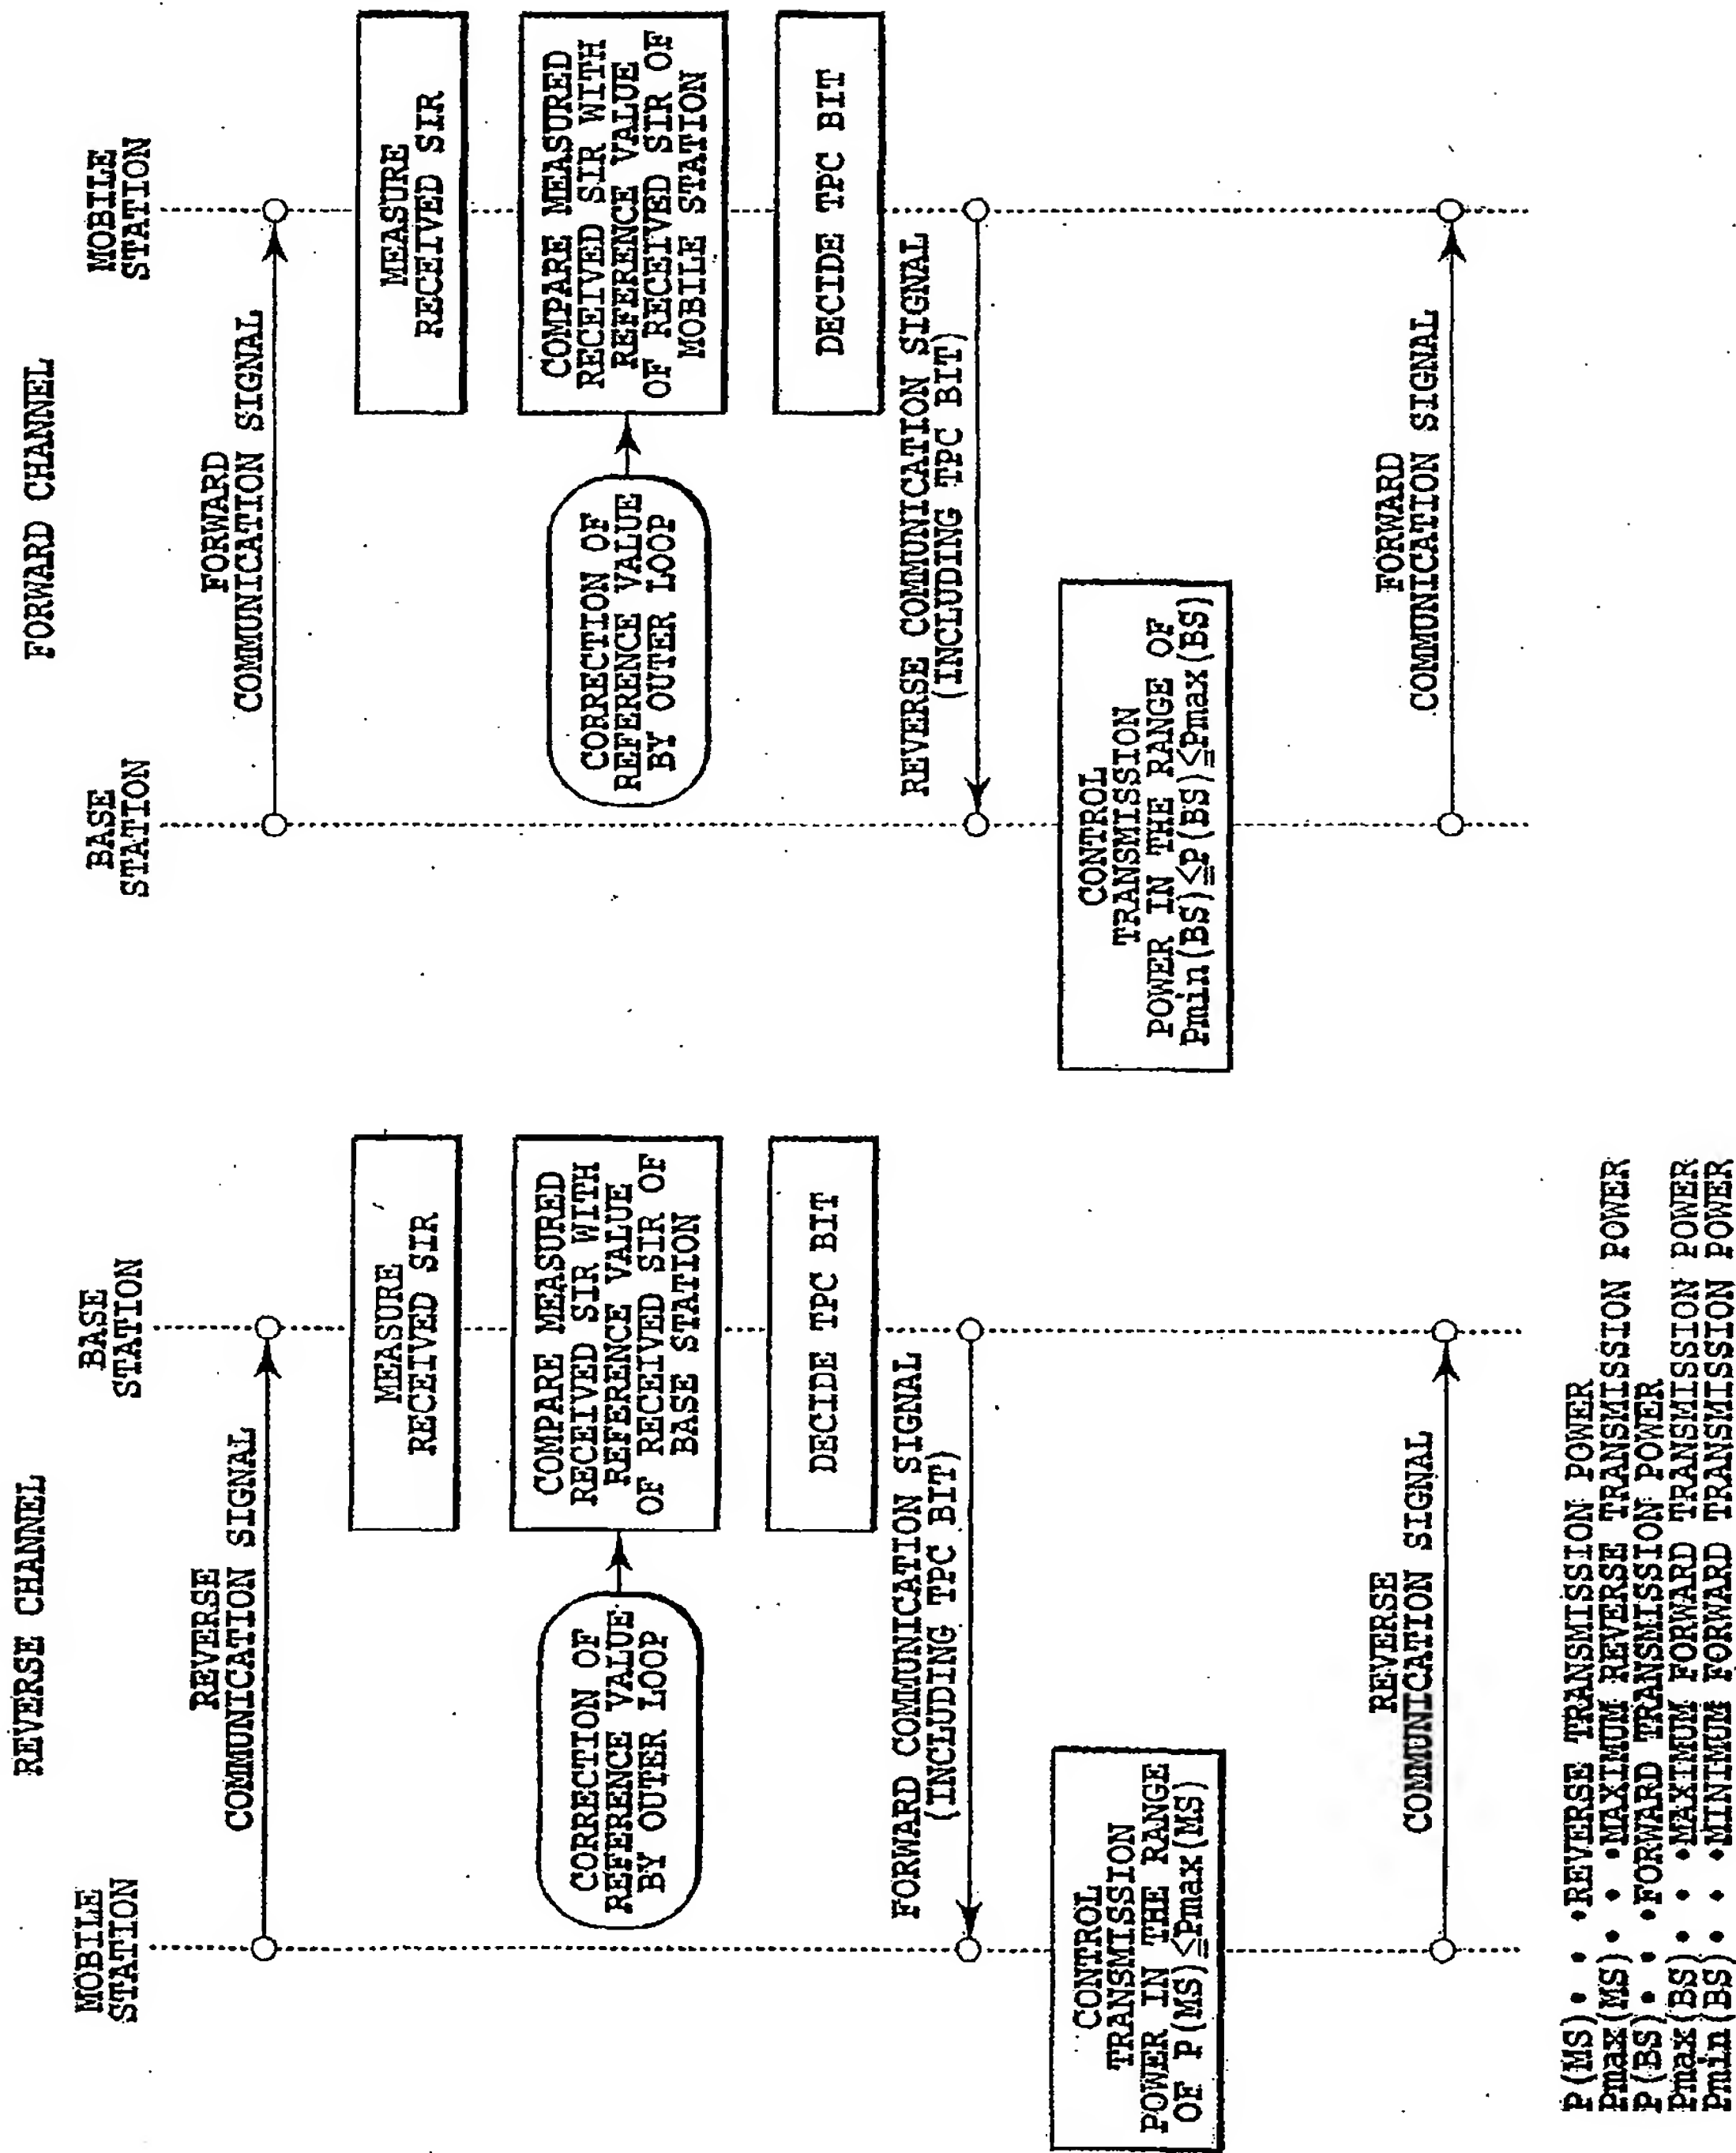 REVERSE CHANNEL
MOBILE
STATION
BASE
STATION
REVERSE
COMMUNICATION SIGNAL
MEASURE
RECEIVED SIR
CORRECTION OF
REFERENCE VALUE
BY OUTER LOOP
COMPARE MEASURED
RECEIVED SIR WITH
REFERENCE VALUE
OF RECEIVED SIR OF
BASE STATION
DECIDE TPC BIT
FORWARD COMMUNICATION SIGNAL
(INCLUDING TPC BIT)
CONTROL
TRANSMISSION
POWER IN THE RANGE
OF P(MS)≦Pmax(MS)
REVERSE
COMMUNICATION SIGNAL
FORWARD CHANNEL
BASE
STATION
MOBILE
STATION
FORWARD
COMMUNICATION SIGNAL
MEASURE
RECEIVED SIR
CORRECTION OF
REFERENCE VALUE
BY OUTER LOOP
COMPARE MEASURED
RECEIVED SIR WITH
REFERENCE VALUE
OF RECEIVED SIR OF
MOBILE STATION
DECIDE TPC BIT
REVERSE COMMUNICATION SIGNAL
(INCLUDING TPC BIT)
CONTROL
TRANSMISSION
POWER IN THE RANGE OF
Pmin(BS)≦P(BS)≦Pmax(BS)
FORWARD
COMMUNICATION SIGNAL
P(MS)・・・REVERSE TRANSMISSION POWER
Pmax(MS)・・・MAXIMUM REVERSE TRANSMISSION POWER
P(BS)・・・FORWARD TRANSMISSION POWER
Pmax(BS)・・・MAXIMUM FORWARD TRANSMISSION POWER
Pmin(BS)・・・MINIMUM FORWARD TRANSMISSION POWER